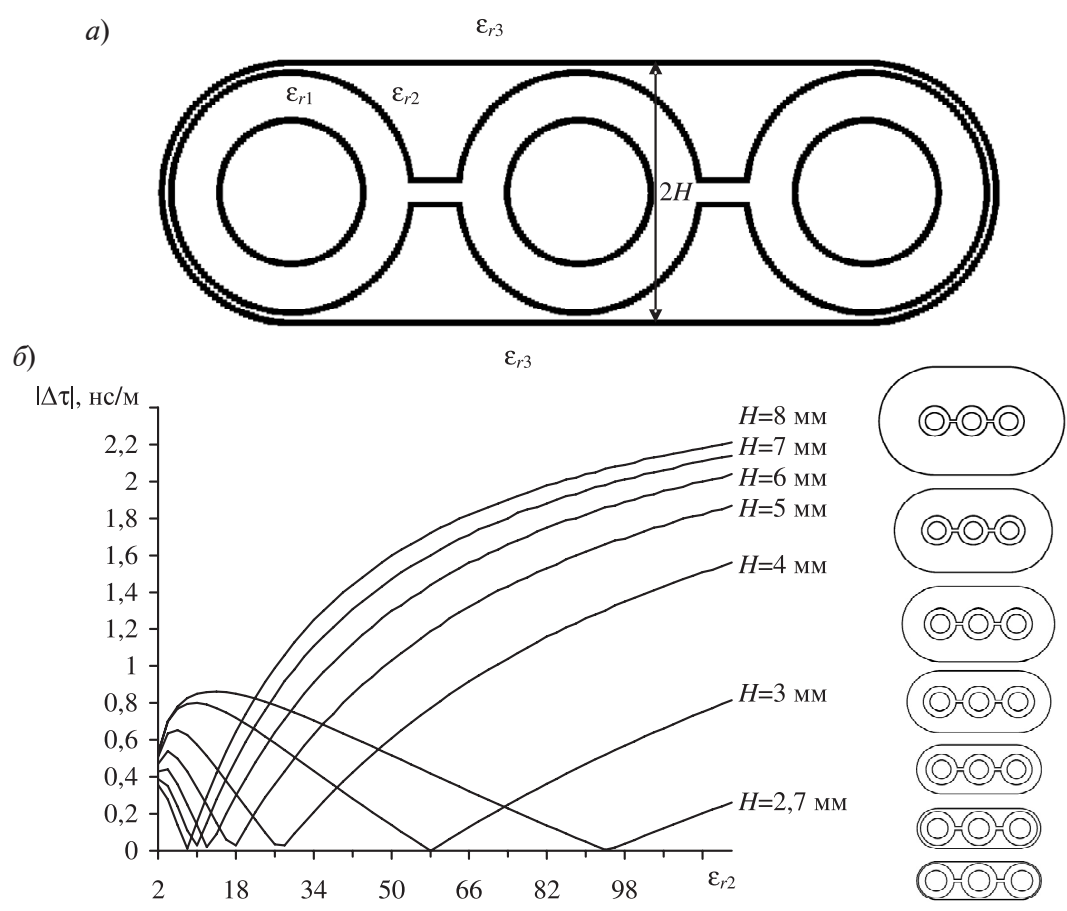 а)
εr3
εr1
εr2
2H
εr3
б)
|Δτ|, нс/м
2,2
2
1,8
1,6
1,4
1,2
1
0,8
0,6
0,4
0,2
0
H=8 мм
H=7 мм
H=6 мм
H=5 мм
H=4 мм
H=3 мм
H=2,7 мм
2 18 34 50 66 82 98 εr2